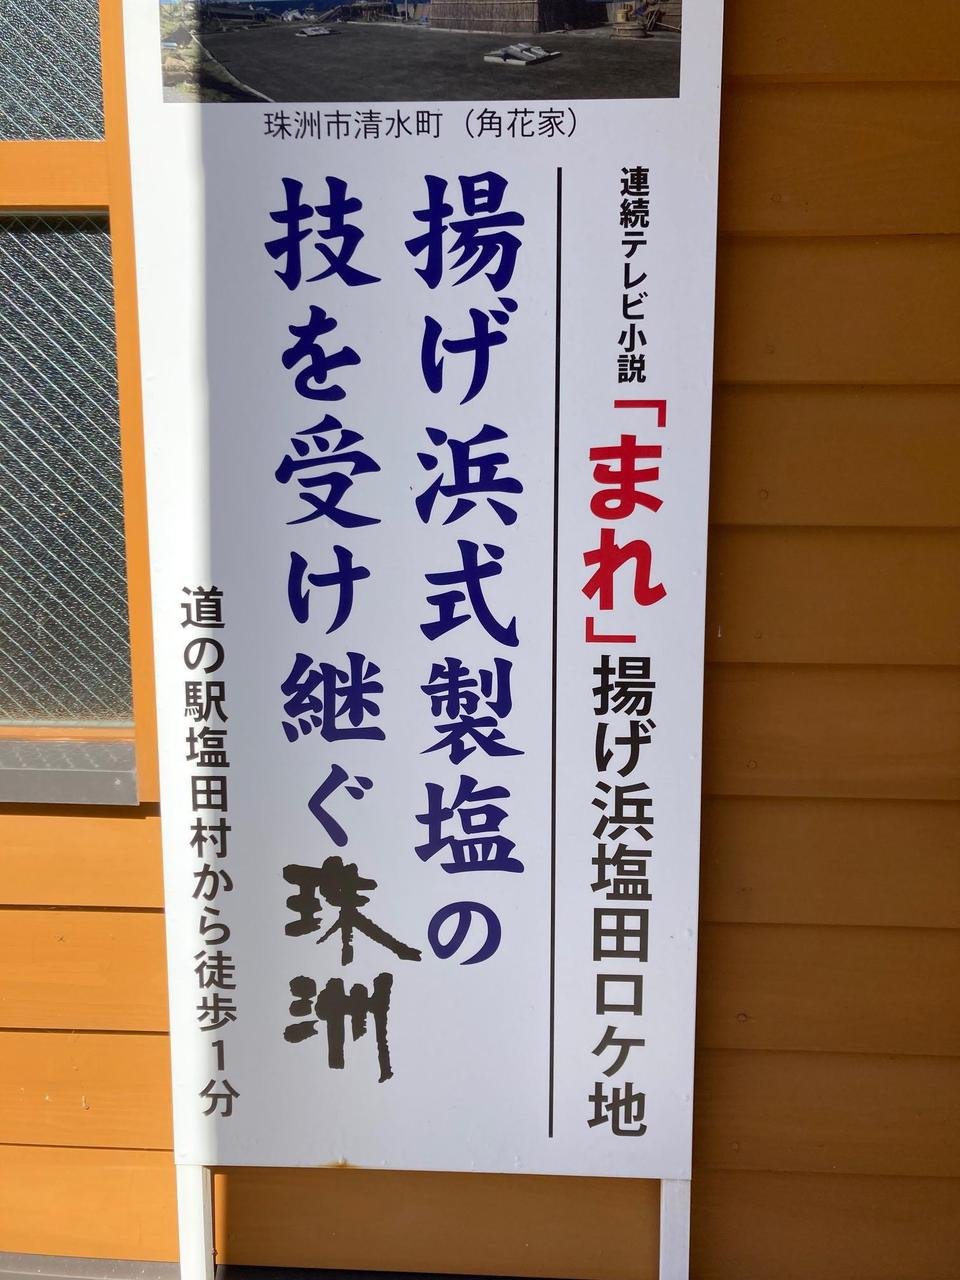 珠洲市清水町（角花家）
連続テレビ小説「まれ」揚げ浜塩田ロケ地
揚げ浜式製塩の
技を受け継ぐ珠洲
道の駅塩田村から徒歩1分